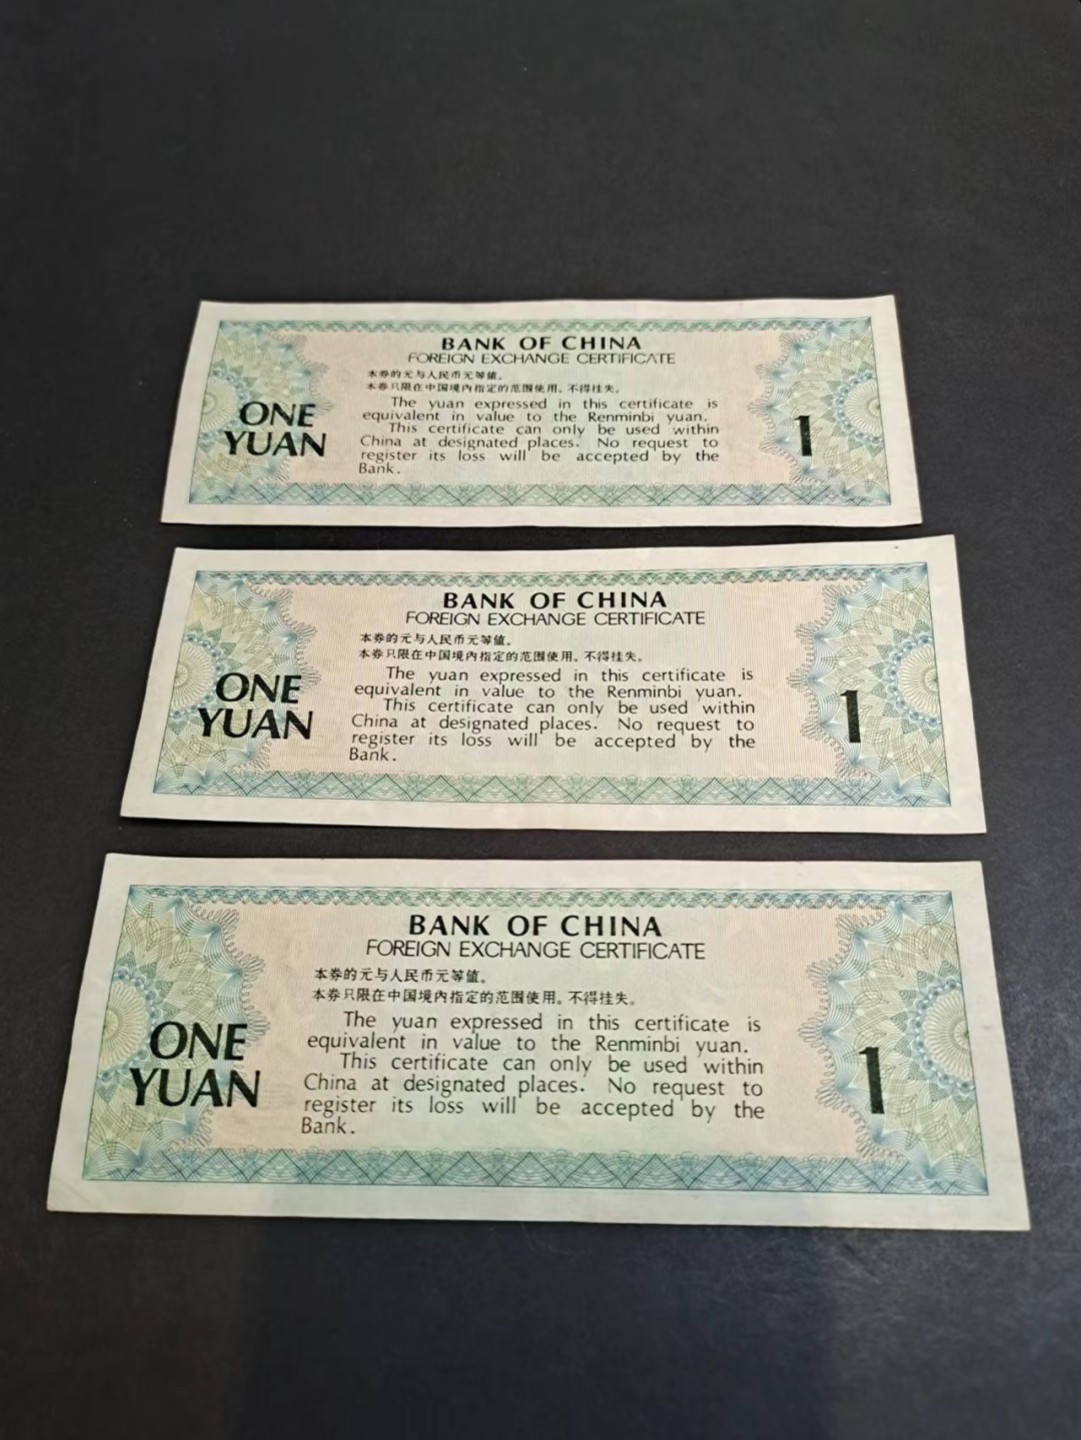 BANK OF CHINA
FOREIGN EXCHANGE CERTIFICATE
本券的元与人民币元等值。
本券只限在中国境内指定的范围使用。不得挂失。
The yuan expressed in this certificate is
equivalent in value to the Renminbi yuan.
This certificate can only be used within
China at designated places. No request to
register its loss will be accepted by the
Bank.
ONE
YUAN
1
BANK OF CHINA
FOREIGN EXCHANGE CERTIFICATE
本券的元与人民币元等值。
本券只限在中国境内指定的范围使用。不得挂失。
The yuan expressed in this certificate is
equivalent in value to the Renminbi yuan.
This certificate can only be used within
China at designated places. No request to
register its loss will be accepted by the
Bank.
ONE
YUAN
1
BANK OF CHINA
FOREIGN EXCHANGE CERTIFICATE
本券的元与人民币元等值。
本券只限在中国境内指定的范围使用。不得挂失。
The yuan expressed in this certificate is
equivalent in value to the Renminbi yuan.
This certificate can only be used within
China at designated places. No request to
register its loss will be accepted by the
Bank.
ONE
YUAN
1